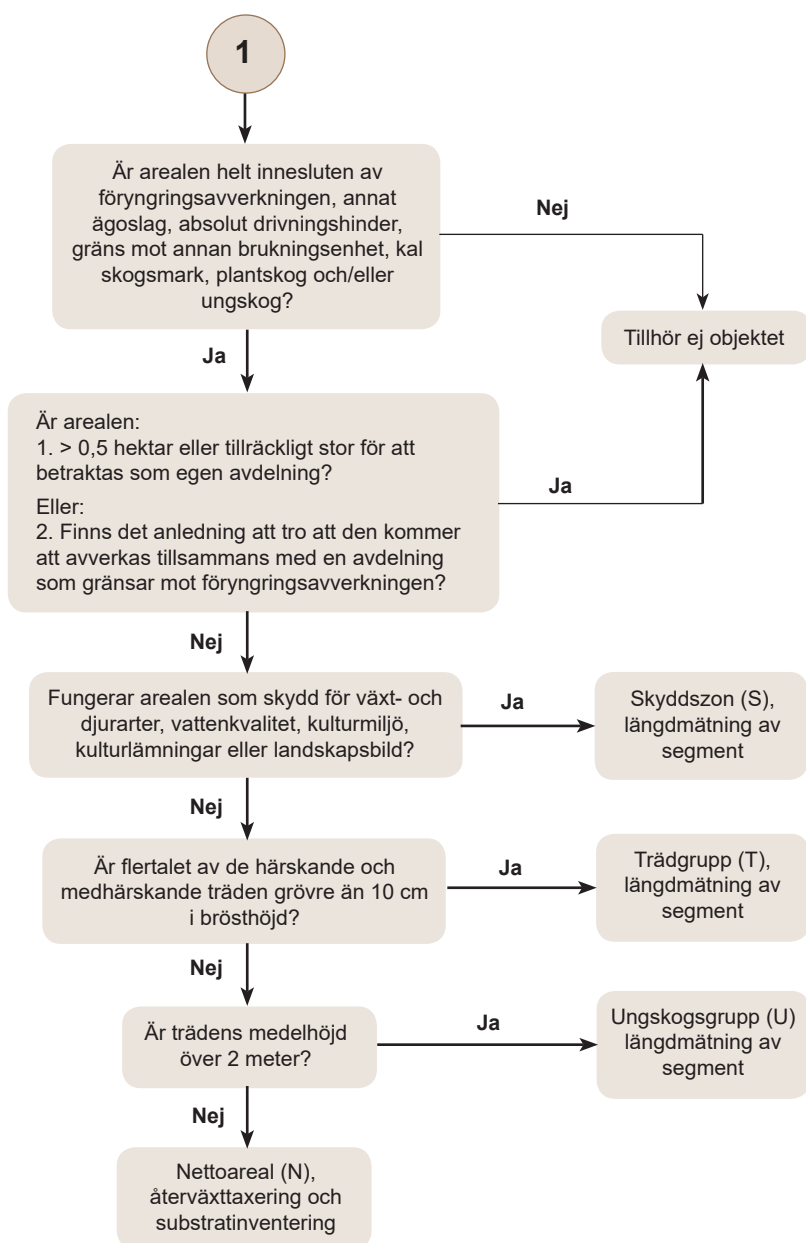 1
Är arealen helt innesluten av
föryngringsavverkningen, annat
ägoslag, absolut drivningshinder,
gräns mot annan brukningsenhet, kal
skogsmark, plantskog och/eller
ungskog?
Nej
Tillhör ej objektet
Ja
Är arealen:
1. > 0,5 hektar eller tillräckligt stor för att
betraktas som egen avdelning?
Eller:
2. Finns det anledning att tro att den kommer
att avverkas tillsammans med en avdelning
som gränsar mot föryngringsavverkningen?
Ja
Nej
Fungerar arealen som skydd för växt- och
djurarter, vattenkvalitet, kulturmiljö,
kulturlämningar eller landskapsbild?
Ja
Skyddszon (S),
längdmätning av
segment
Nej
Är flertalet av de härskande och
medhärskande träden grövre än 10 cm
i brösthöjd?
Ja
Trädgrupp (T),
längdmätning av
segment
Nej
Är trädens medelhöjd
över 2 meter?
Ja
Ungskogsgrupp (U)
längdmätning av
segment
Nej
Nettoareal (N),
återväxttaxering och
substratinventering